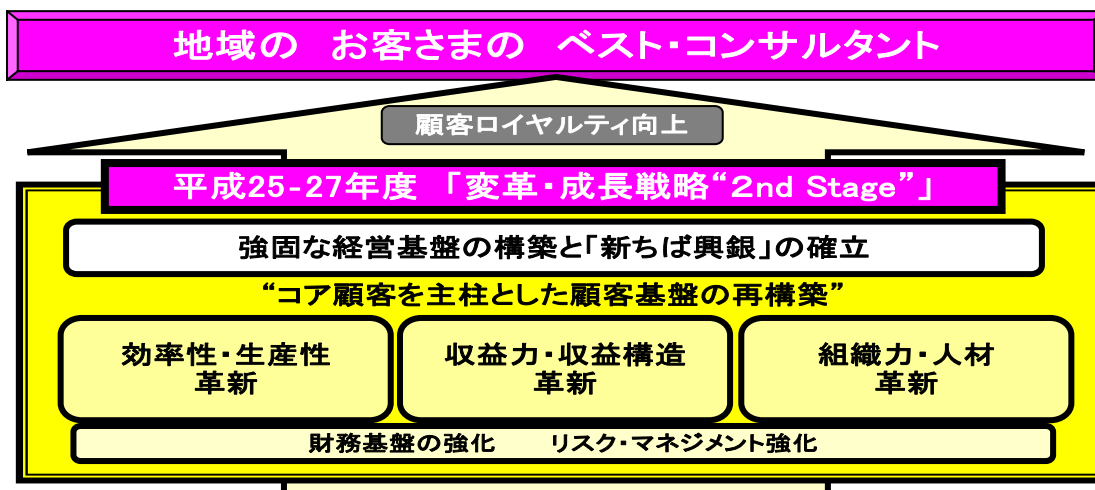 地域の お客さまの ベスト・コンサルタント
顧客ロイヤルティ向上
平成25-27年度 「変革・成長戦略“2nd Stage”」
強固な経営基盤の構築と「新ちば興銀」の確立
“コア顧客を主柱とした顧客基盤の再構築”
効率性・生産性
革新
収益力・収益構造
革新
組織力・人材
革新
財務基盤の強化 リスク・マネジメント強化